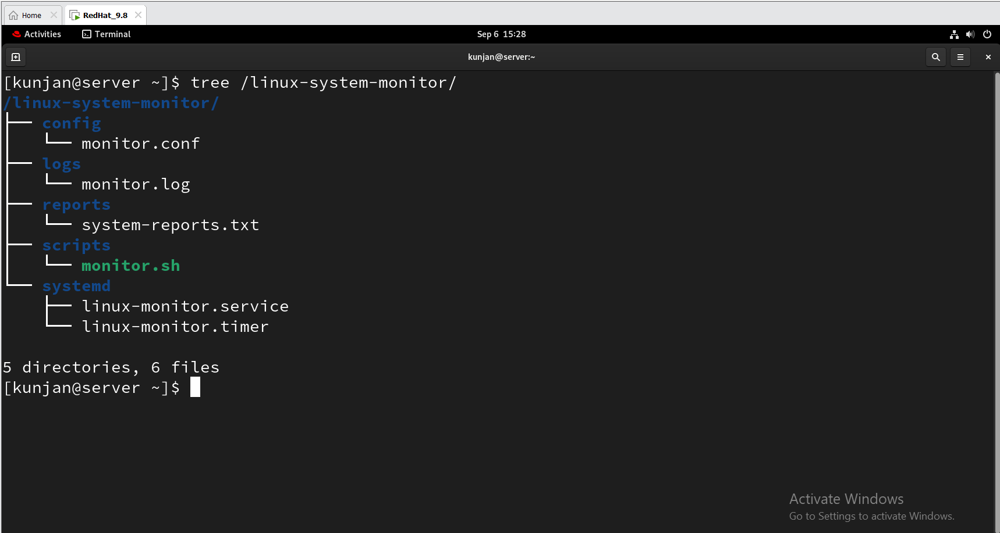 Home
RedHat_9.8
Activities
Terminal
Sep 6 15:28
kunjan@server:~
[kunjan@server ~]$ tree /linux-system-monitor/
/linux-system-monitor/
├── config
│   └── monitor.conf
├── logs
│   └── monitor.log
├── reports
│   └── system-reports.txt
├── scripts
│   └── monitor.sh
└── systemd
    ├── linux-monitor.service
    └── linux-monitor.timer
5 directories, 6 files
[kunjan@server ~]$
Activate Windows
Go to Settings to activate Windows.